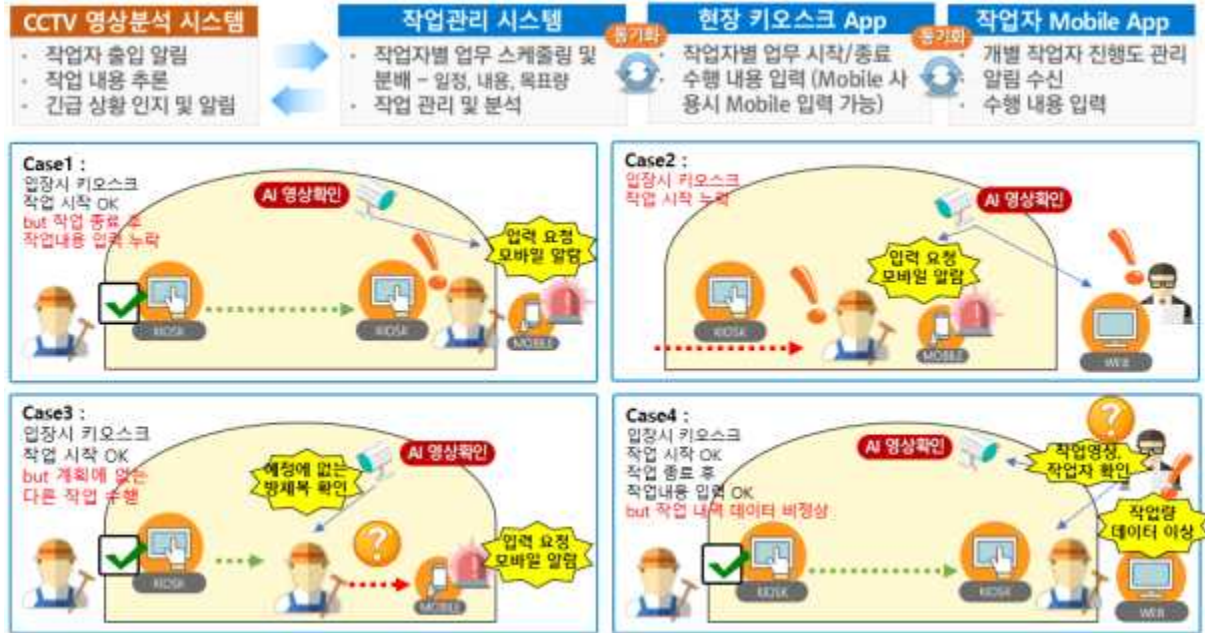 CCTV 영상분석 시스템
· 작업자 출입 알림
· 작업 내용 추론
· 긴급 상황 인지 및 알림
작업관리 시스템
· 작업자별 업무 스케줄링 및
분배 – 일정, 내용, 목표량
· 작업 관리 및 분석
동기화
현장 키오스크 App
· 작업자별 업무 시작/종료
· 수행 내용 입력 (Mobile 사
용시 Mobile 입력 가능)
동기화
작업자 Mobile App
· 개별 작업자 진행도 관리
· 알림 수신
· 수행 내용 입력
Case1 :
입장시 키오스크
작업 시작 OK
but 작업 종료 후
작업내용 입력 누락
AI 영상확인
입력 요청
모바일 알람
KIOSK
KIOSK
MOBILE
Case2 :
입장시 키오스크
작업 시작 누락
AI 영상확인
입력 요청
모바일 알람
KIOSK
MOBILE
WEB
Case3 :
입장시 키오스크
작업 시작 OK
but 계획에 없는
다른 작업 수행
AI 영상확인
예정에 없는
방제복 확인
입력 요청
모바일 알람
KIOSK
MOBILE
Case4 :
입장시 키오스크
작업 시작 OK
작업 종료 후
작업내용 입력 OK
but 작업 내역 데이터 비정상
AI 영상확인
작업영상,
작업자 확인
작업량
데이터 이상
KIOSK
KIOSK
WEB